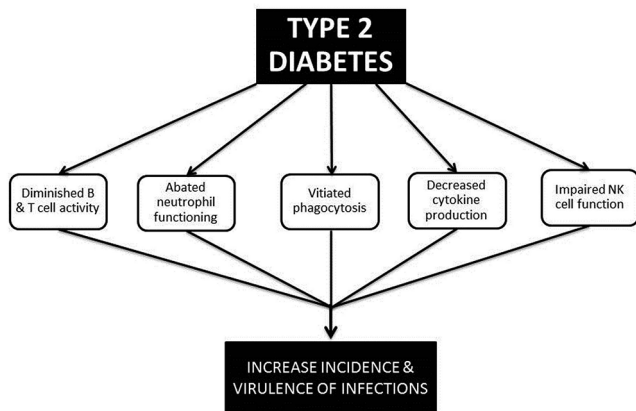 TYPE 2
DIABETES
Diminished B
& T cell activity
Abated
neutrophil
functioning
Vitiated
phagocytosis
Decreased
cytokine
production
Impaired NK
cell function
INCREASE INCIDENCE &
VIRULENCE OF INFECTIONS